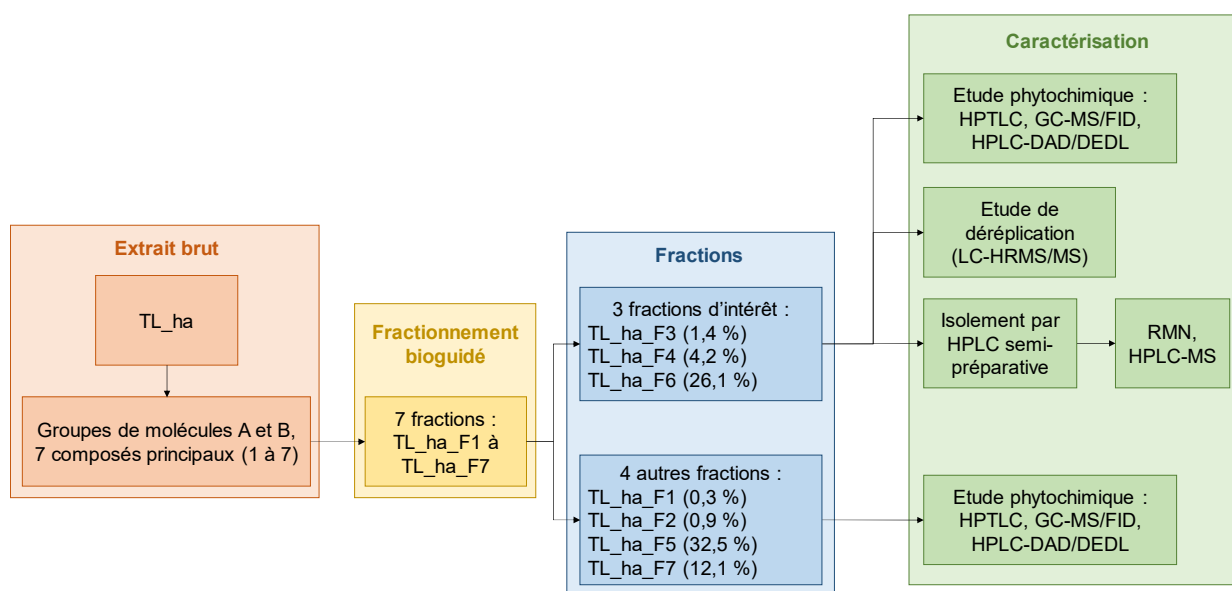 Extrait brut
TL_ha
Groupes de molécules A et B,
7 composés principaux (1 à 7)
Fractionnement
bioguidé
7 fractions :
TL_ha_F1 à
TL_ha_F7
Fractions
3 fractions d'intérêt :
TL_ha_F3 (1,4 %)
TL_ha_F4 (4,2 %)
TL_ha_F6 (26,1 %)
4 autres fractions :
TL_ha_F1 (0,3 %)
TL_ha_F2 (0,9 %)
TL_ha_F5 (32,5 %)
TL_ha_F7 (12,1 %)
Caractérisation
Etude phytochimique :
HPTLC, GC-MS/FID,
HPLC-DAD/DEDL
Etude de
déréplication
(LC-HRMS/MS)
Isolement par
HPLC semi-
préparative
RMN,
HPLC-MS
Etude phytochimique :
HPTLC, GC-MS/FID,
HPLC-DAD/DEDL